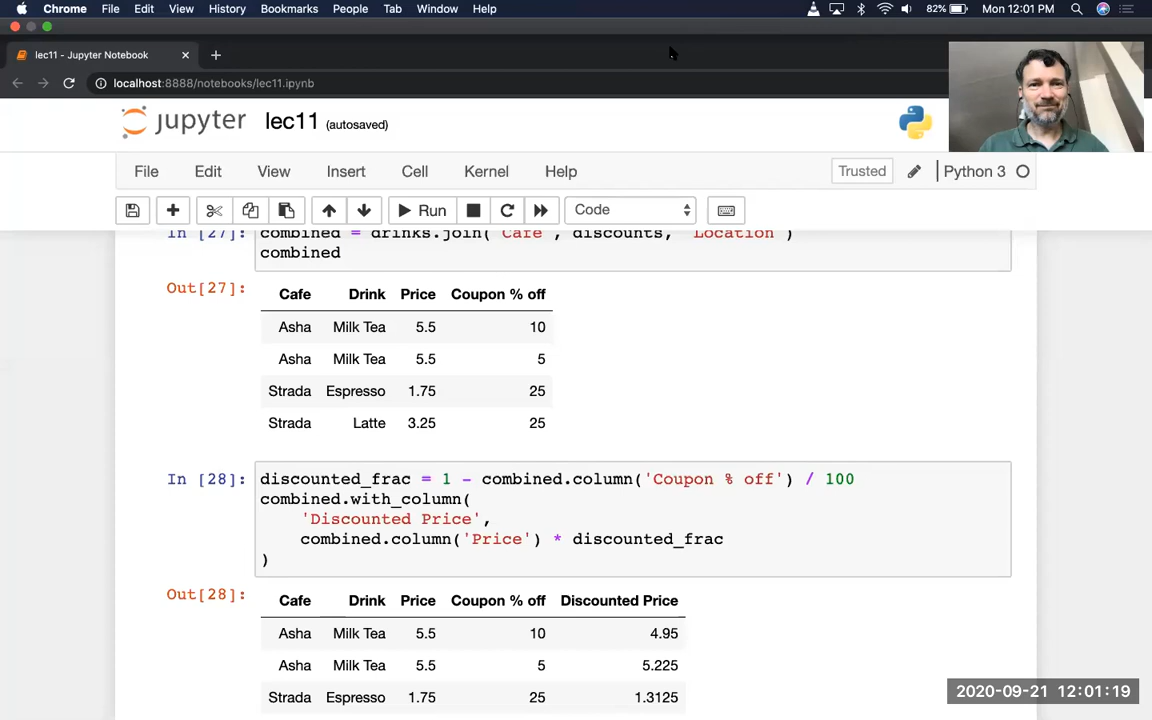 Chrome File Edit View History Bookmarks People Tab Window Help 82% Mon 12:01 PM
lec11 - Jupyter Notebook
localhost:8888/notebooks/lec11.ipynb
jupyter lec11 (autosaved)
File Edit View Insert Cell Kernel Help Trusted Python 3
Run Code
In [27]: combined = drinks.join('Cafe', discounts, 'Location')
combined
Out[27]: Cafe Drink Price Coupon % off
Asha Milk Tea 5.5 10
Asha Milk Tea 5.5 5
Strada Espresso 1.75 25
Strada Latte 3.25 25
In [28]: discounted_frac = 1 - combined.column('Coupon % off') / 100
combined.with_column(
'Discounted Price',
combined.column('Price') * discounted_frac
)
Out[28]: Cafe Drink Price Coupon % off Discounted Price
Asha Milk Tea 5.5 10 4.95
Asha Milk Tea 5.5 5 5.225
Strada Espresso 1.75 25 1.3125
2020-09-21 12:01:19